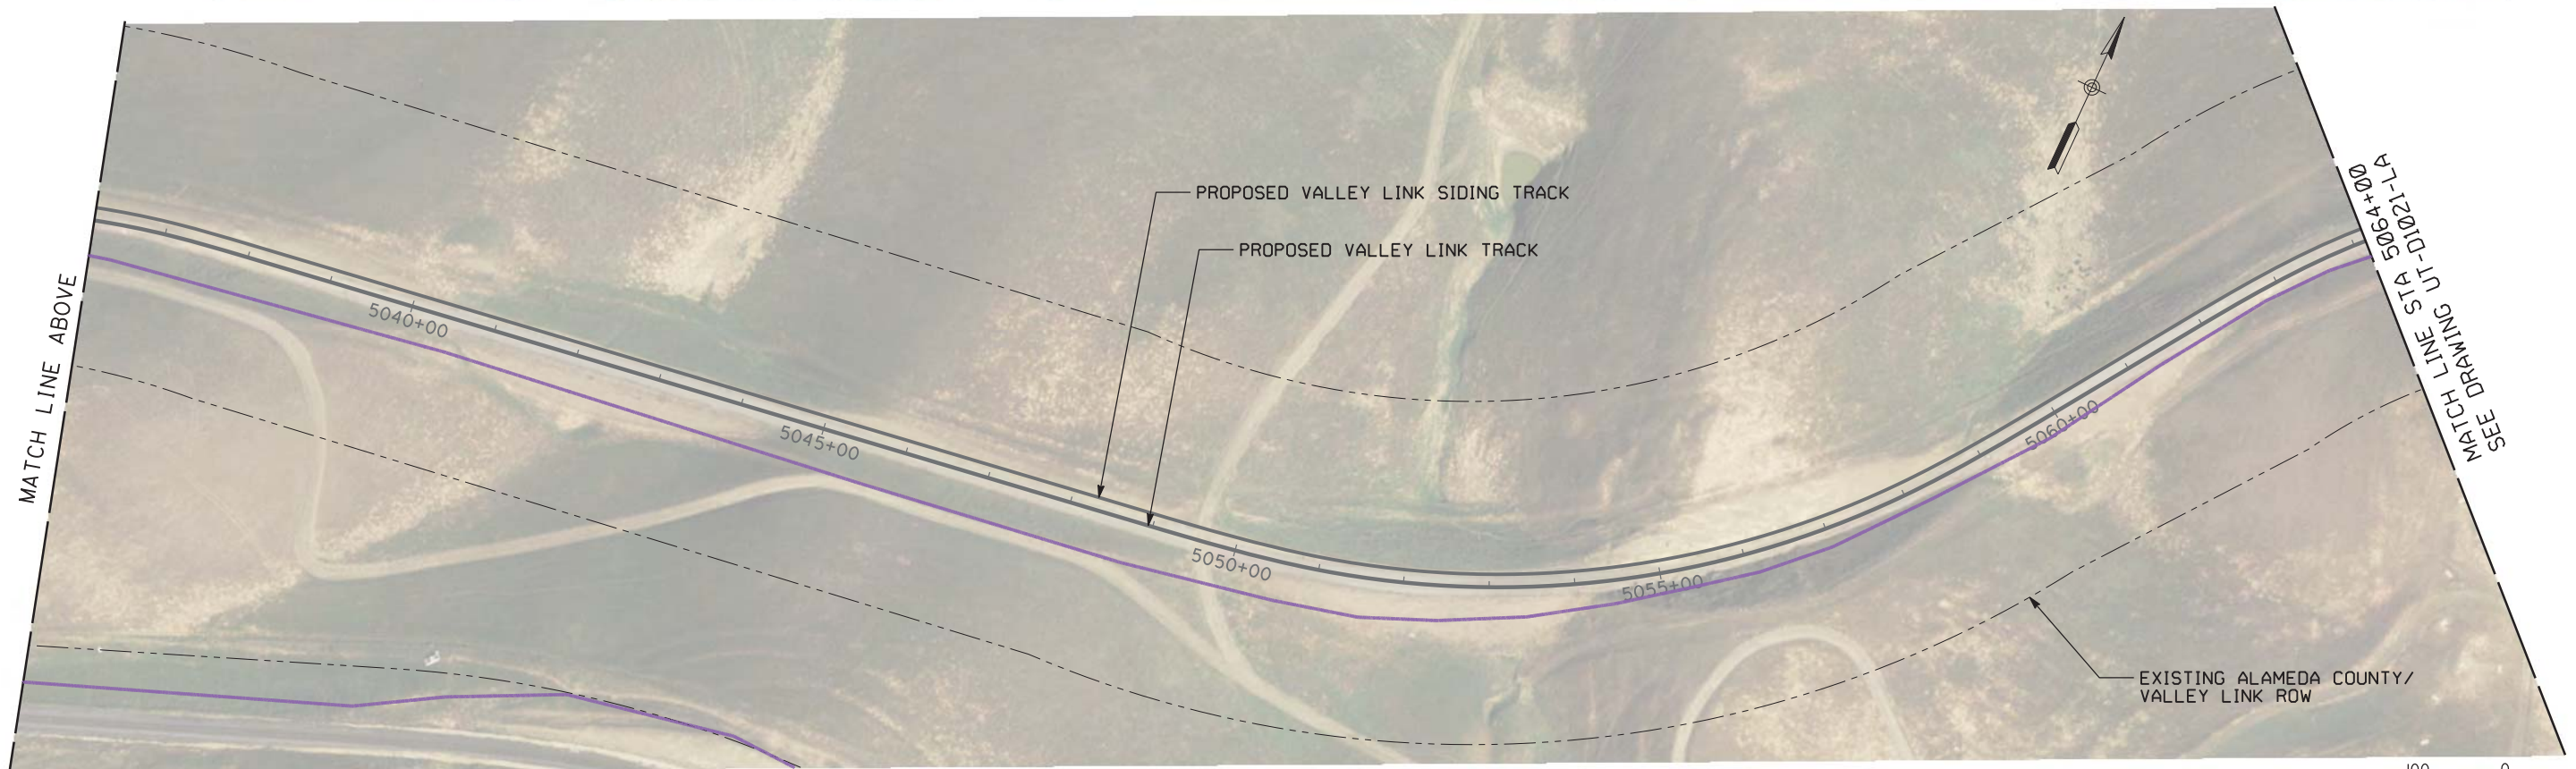 PROPOSED VALLEY LINK SIDING TRACK
PROPOSED VALLEY LINK TRACK
MATCH LINE ABOVE
5040+00
5045+00
5050+00
5055+00
5060+00
MATCH LINE STA 5064+00
SEE DRAWING UT-D1021-LA
EXISTING ALAMEDA COUNTY/
VALLEY LINK ROW
100 0